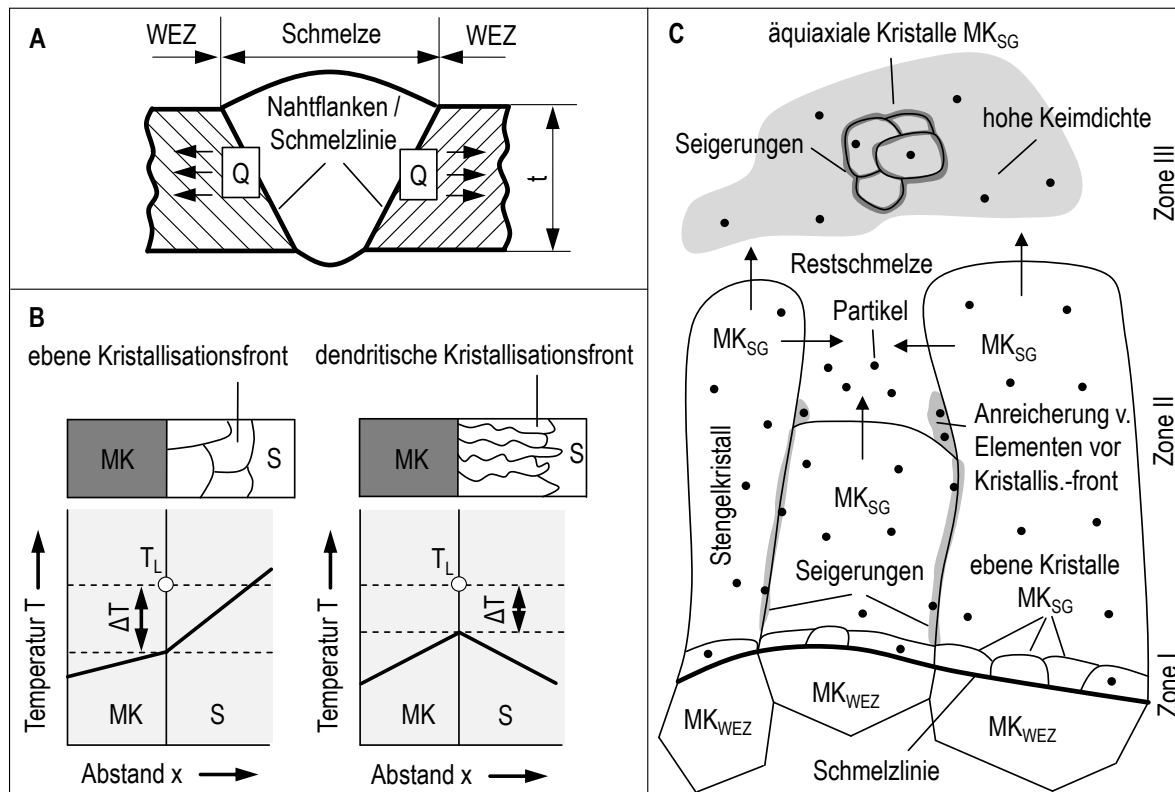 A
WEZ
Schmelze
WEZ
Nahtflanken /
Schmelzlinie
Q
Q
t
B
ebene Kristallisationsfront
dendritische Kristallisationsfront
MK
S
MK
S
Temperatur T
T_L
ΔT
MK
S
Abstand x
Temperatur T
T_L
ΔT
MK
S
Abstand x
C
äquiaxiale Kristalle MK_SG
Seigerungen
hohe Keimdichte
Zone III
Restschmelze
Partikel
MK_SG
MK_SG
Anreicherung v.
Elementen vor
Kristallis.-front
Zone II
Stengelkristall
MK_SG
Seigerungen
ebene Kristalle
MK_SG
Zone I
MK_WEZ
MK_WEZ
MK_WEZ
Schmelzlinie